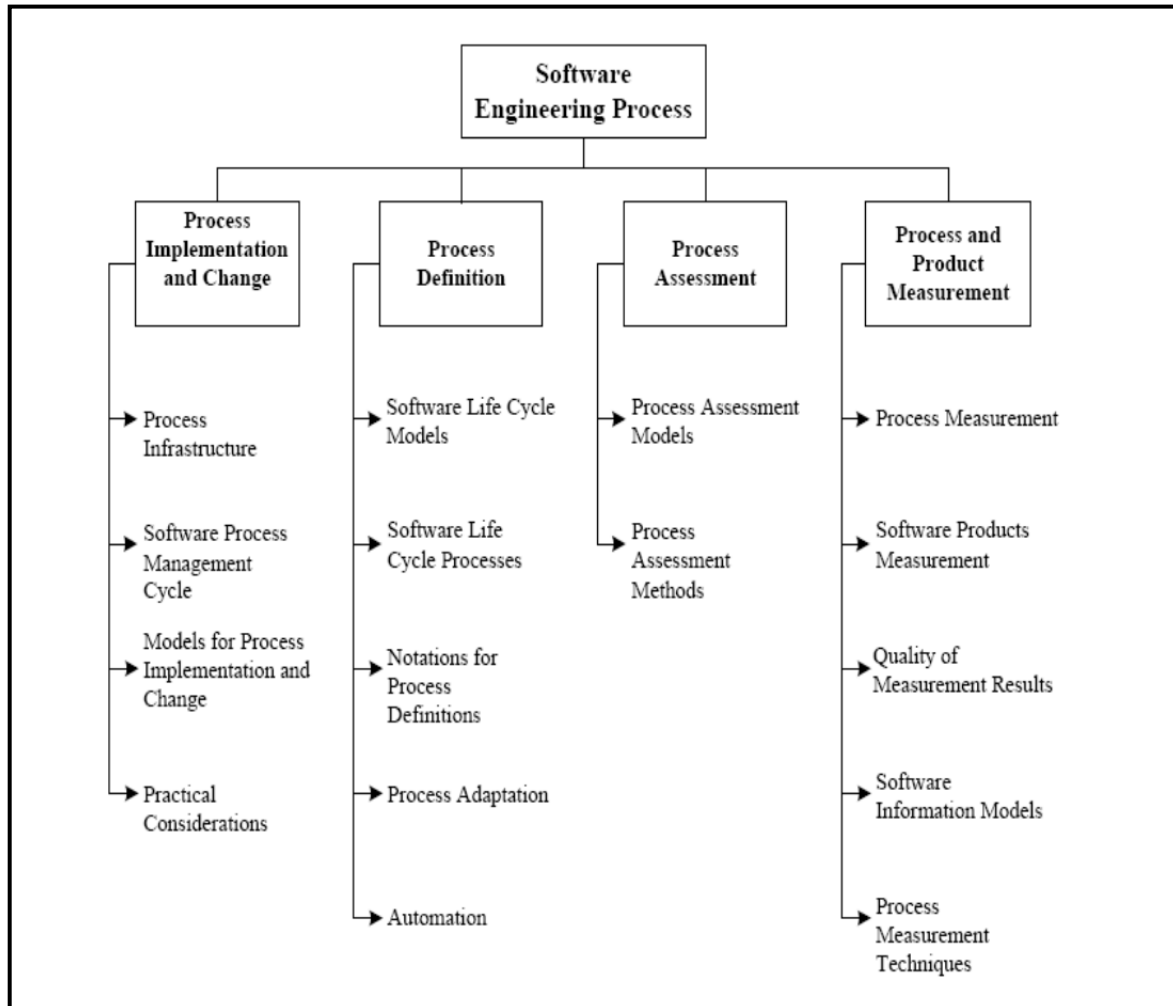 Software
Engineering Process
Process
Implementation
and Change
Process
Infrastructure
Software Process
Management
Cycle
Models for Process
Implementation and
Change
Practical
Considerations
Process
Definition
Software Life Cycle
Models
Software Life
Cycle Processes
Notations for
Process
Definitions
Process Adaptation
Automation
Process
Assessment
Process Assessment
Models
Process
Assessment
Methods
Process and
Product
Measurement
Process Measurement
Software Products
Measurement
Quality of
Measurement Results
Software
Information Models
Process
Measurement
Techniques